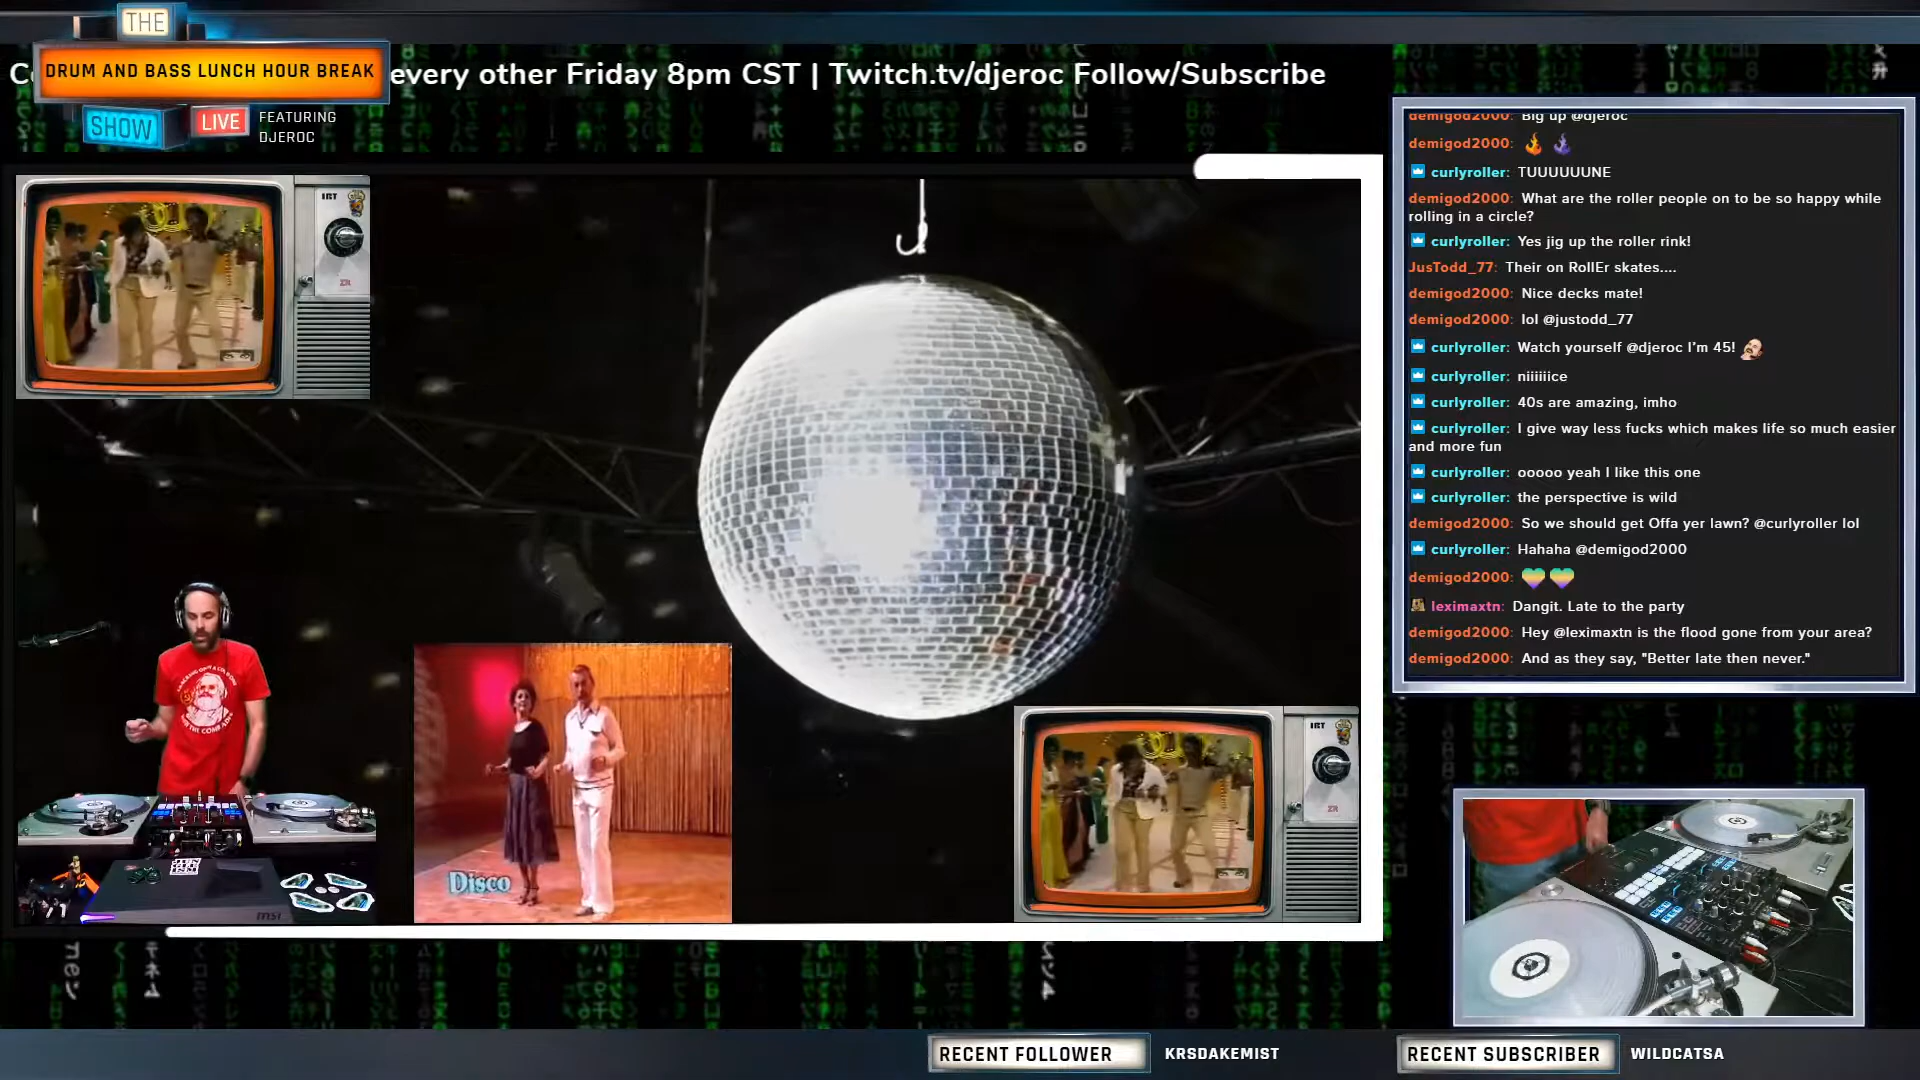 THE
DRUM AND BASS LUNCH HOUR BREAK
SHOW
LIVE
FEATURING
DJEROC
every other Friday 8pm CST | Twitch.tv/djeroc Follow/Subscribe
demigod2000: Big up @djeroc
demigod2000:
curlyroller: TUUUUUUNE
demigod2000: What are the roller people on to be so happy while
rolling in a circle?
curlyroller: Yes jig up the roller rink!
JusTodd_77: Their on RollEr skates....
demigod2000: Nice decks mate!
demigod2000: lol @justodd_77
curlyroller: Watch yourself @djeroc I'm 45!
curlyroller: niiiiiice
curlyroller: 40s are amazing, imho
curlyroller: I give way less fucks which makes life so much easier
and more fun
curlyroller: ooooo yeah I like this one
curlyroller: the perspective is wild
demigod2000: So we should get Offa yer lawn? @curlyroller lol
curlyroller: Hahaha @demigod2000
demigod2000:
leximaxtn: Dangit. Late to the party
demigod2000: Hey @leximaxtn is the flood gone from your area?
demigod2000: And as they say, "Better late then never."
Disco
msi
RECENT FOLLOWER
KRSDAKEMIST
RECENT SUBSCRIBER
WILDCATSA